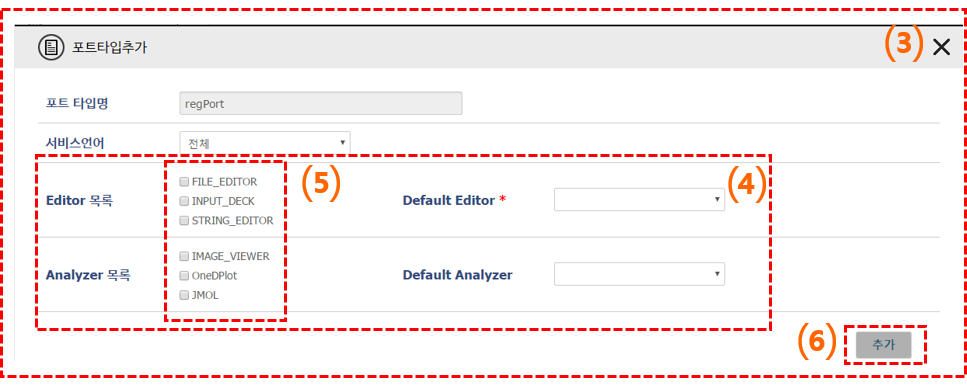 (3)
포트타입추가
포트 타입명
regPort
서비스언어
전체
Editor 목록
FILE_EDITOR
INPUT_DECK
STRING_EDITOR
(5)
Default Editor *
(4)
Analyzer 목록
IMAGE_VIEWER
OneDPlot
JMOL
Default Analyzer
(6)
추가